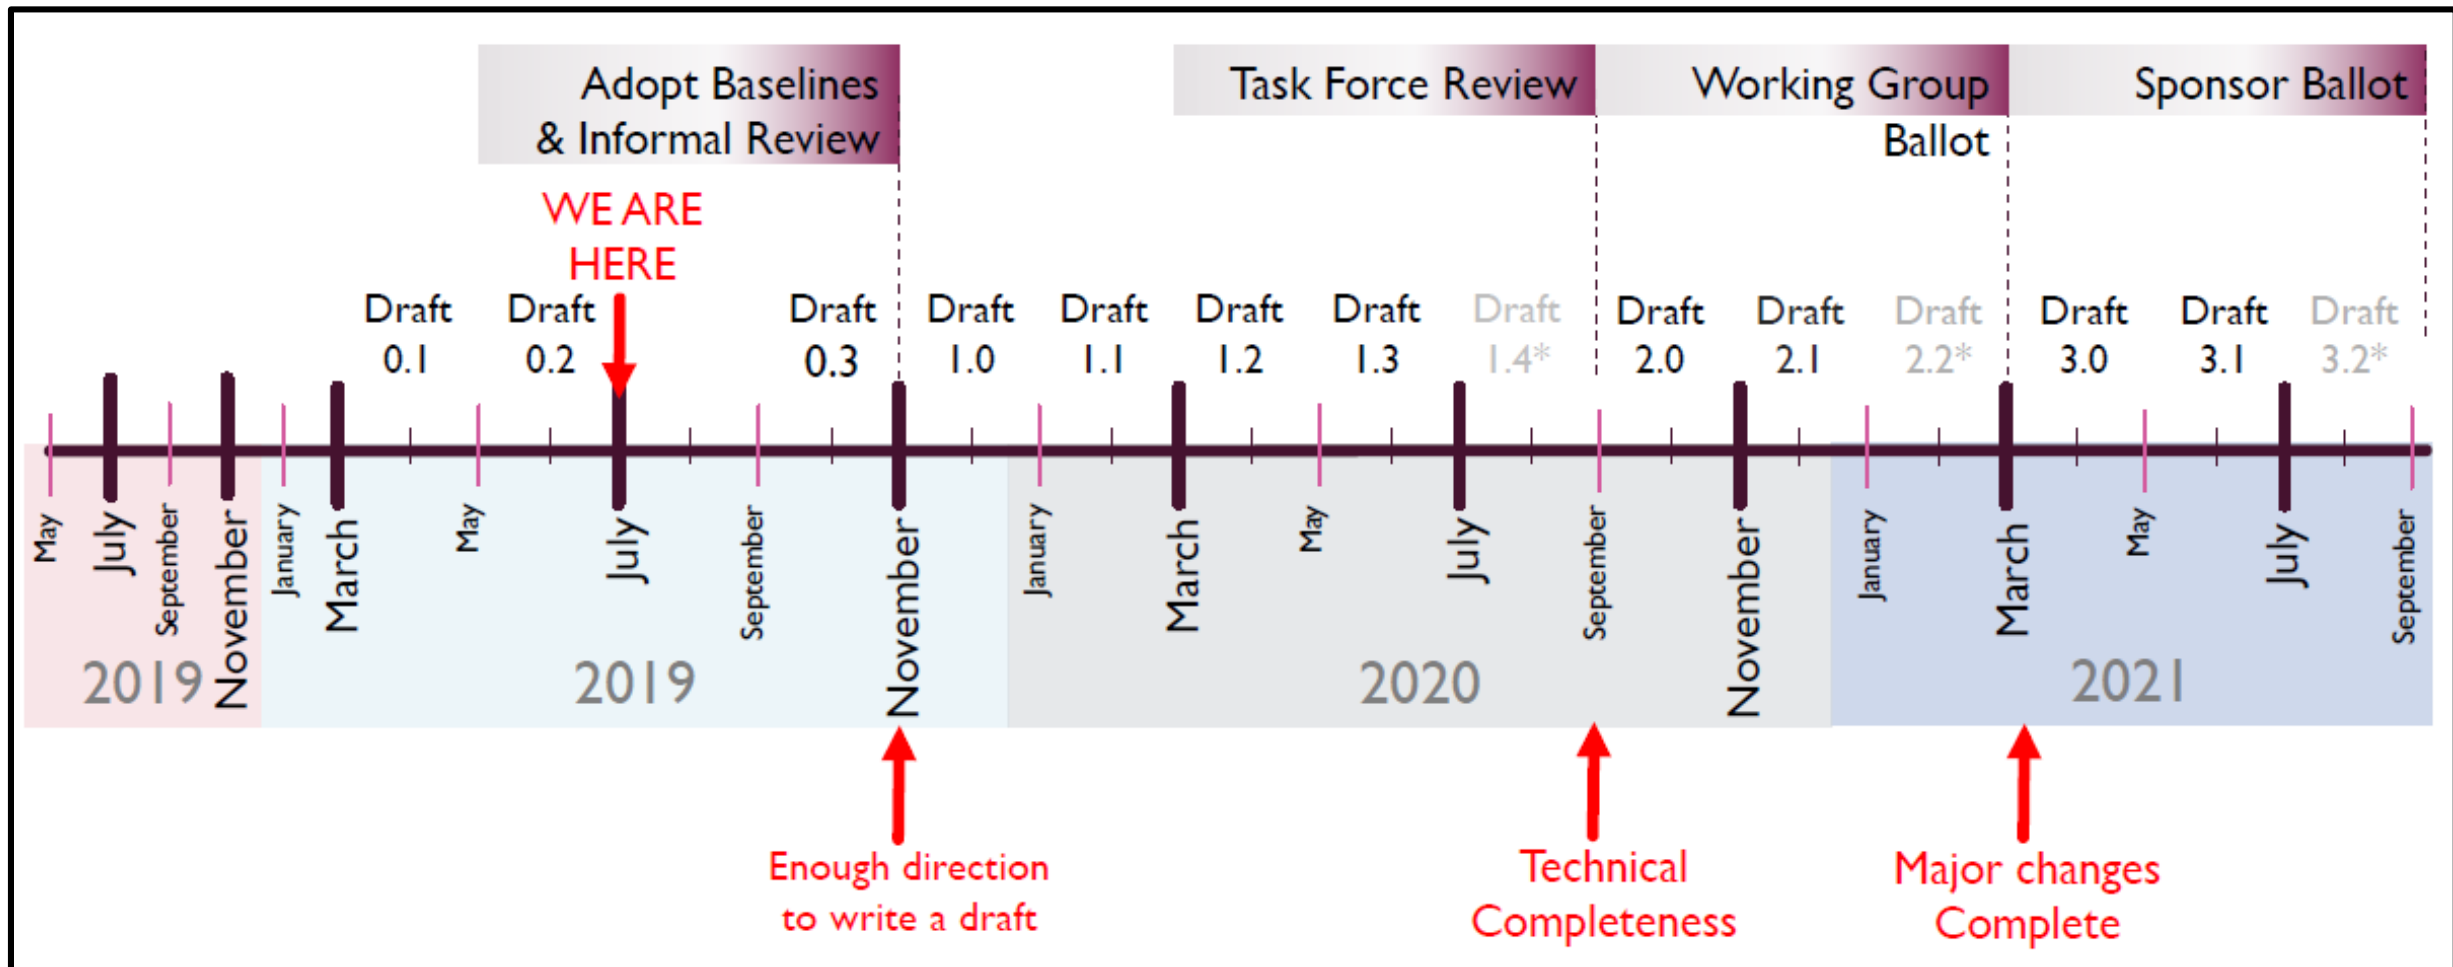 Adopt Baselines
& Informal Review
Task Force Review
Working Group
Ballot
Sponsor Ballot
WE ARE
HERE
Draft
0.1
Draft
0.2
Draft
0.3
Draft
1.0
Draft
1.1
Draft
1.2
Draft
1.3
Draft
1.4*
Draft
2.0
Draft
2.1
Draft
2.2*
Draft
3.0
Draft
3.1
Draft
3.2*
May
July
September
November
January
March
May
July
September
November
January
March
May
July
September
November
January
March
May
July
September
2019
2019
2020
2021
Enough direction
to write a draft
Technical
Completeness
Major changes
Complete